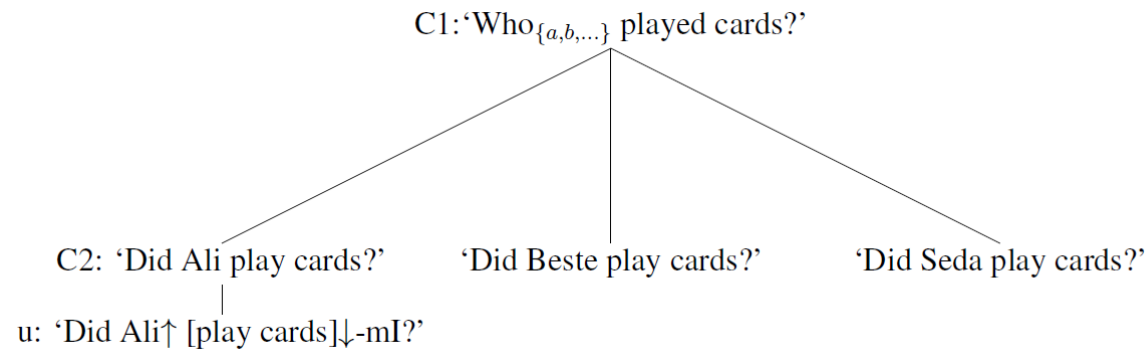 C1:‘Who{a,b,...} played cards?’
C2: ‘Did Ali play cards?’ ‘Did Beste play cards?’ ‘Did Seda play cards?’
u: ‘Did Ali↑ [play cards]↓-mI?’